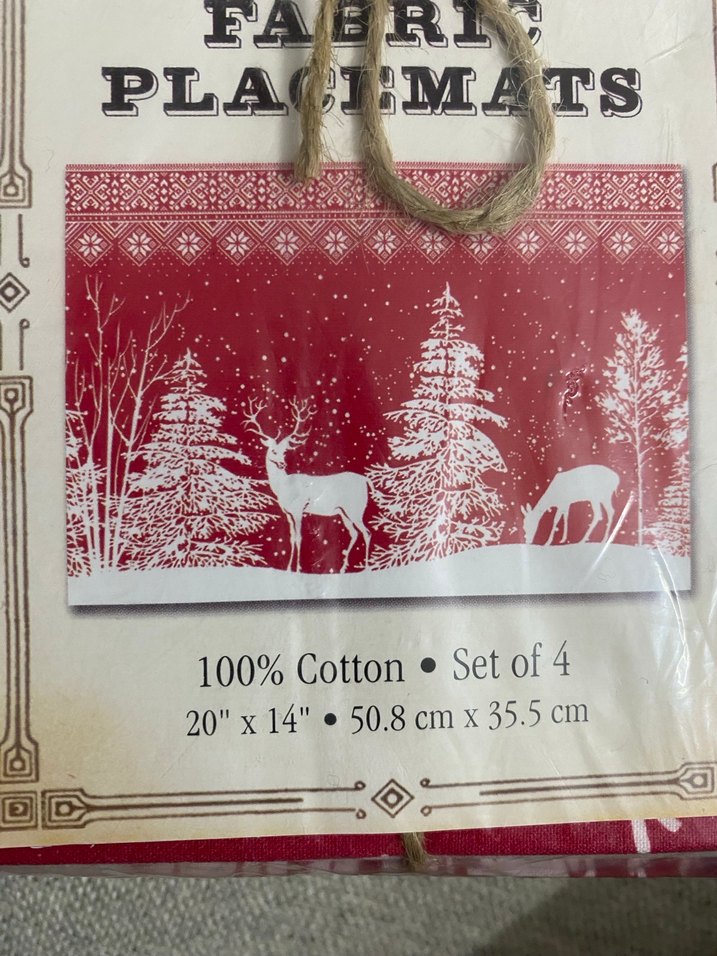 FABRIC
PLACEMATS
100% Cotton • Set of 4
20" x 14" • 50.8 cm x 35.5 cm